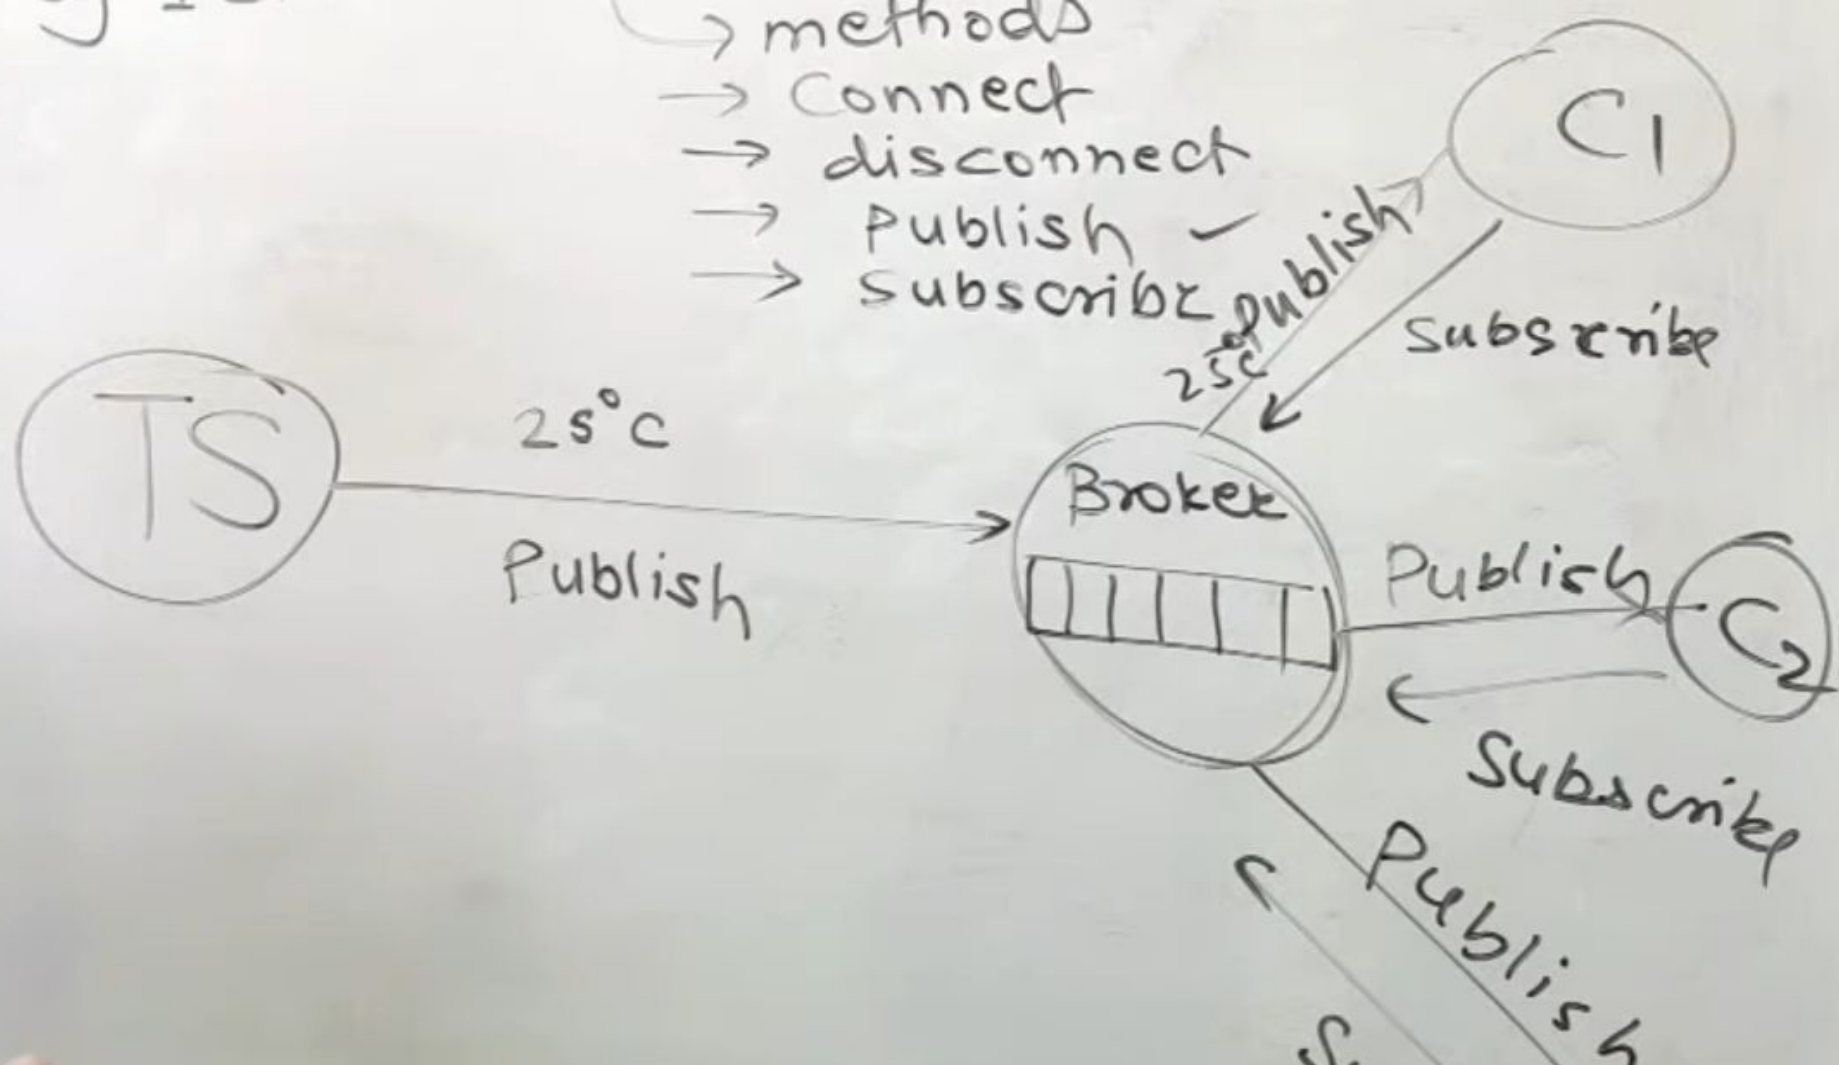 methods
→ Connect
→ disconnect
→ Publish ✓
→ Subscribe
C1
Publish
25°C
Subscribe
TS
25°C
Publish
Broker
Publish
C2
Subscribe
Publish